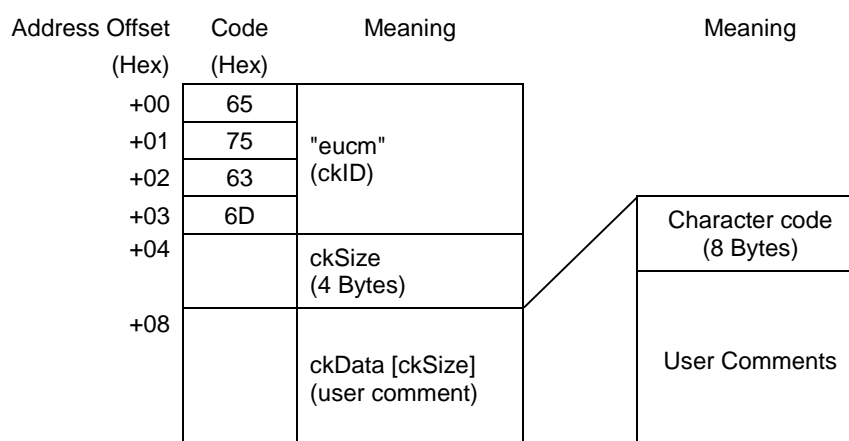 Address Offset Code Meaning Meaning
(Hex) (Hex)
+00 65
+01 75 "eucm"
+02 63 (ckID)
+03 6D Character code
+04 ckSize (8 Bytes)
(4 Bytes)
+08
ckData [ckSize] User Comments
(user comment)